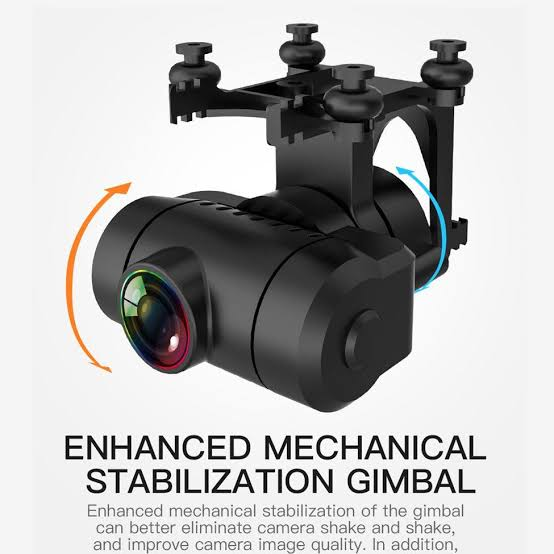 ENHANCED MECHANICAL
STABILIZATION GIMBAL
Enhanced mechanical stabilization of the gimbal
can better eliminate camera shake and shake,
and improve camera image quality. In addition,